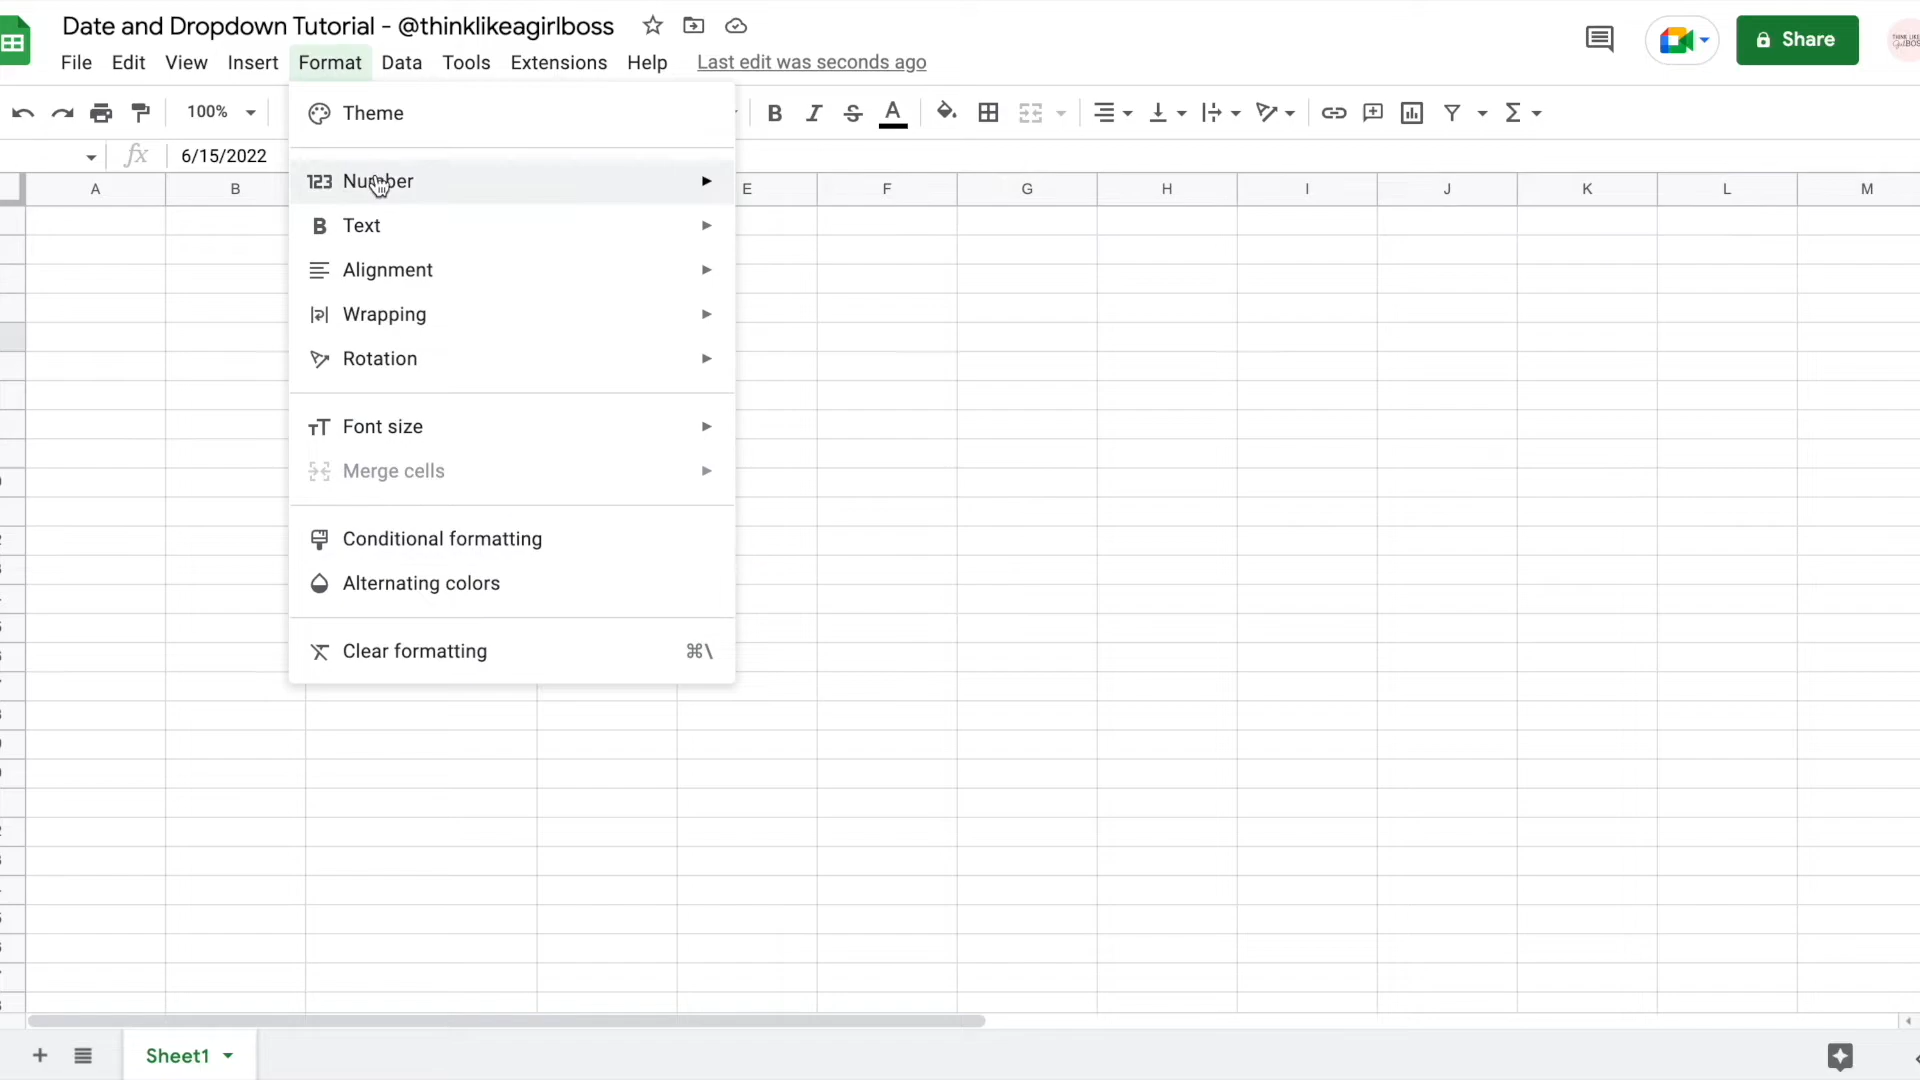 Date and Dropdown Tutorial - @thinklikeagirlboss
File Edit View Insert Format Data Tools Extensions Help Last edit was seconds ago
Share
100%
B A
fx 6/15/2022
A B E F G H I J K L M
Theme
123 Number
B Text
Alignment
Wrapping
Rotation
Font size
Merge cells
Conditional formatting
Alternating colors
Clear formatting ⌘\
Sheet1